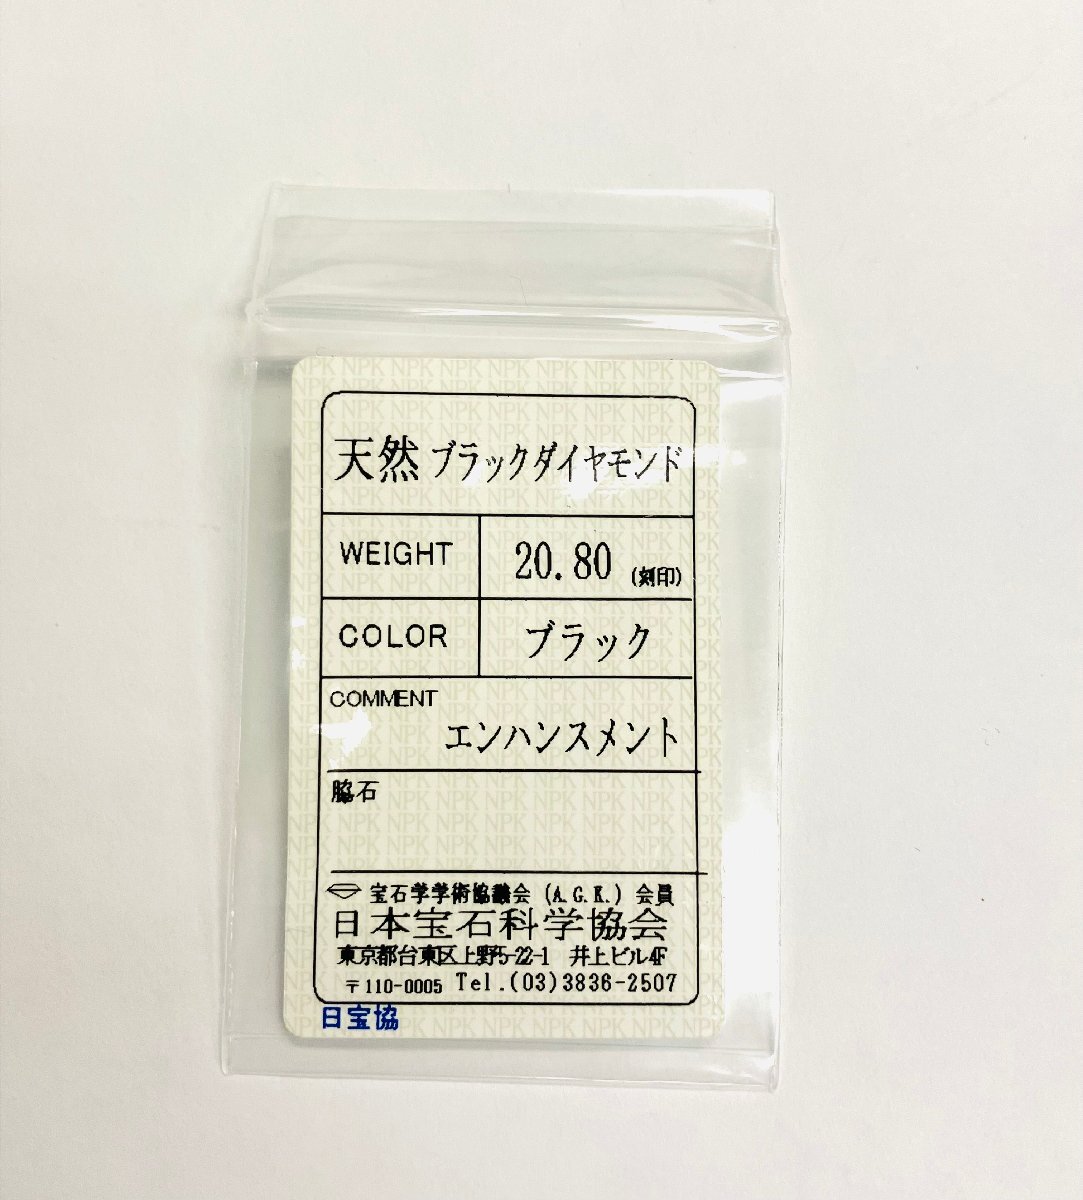 天然 ブラックダイヤモンド
WEIGHT 20.80 (刻印)
COLOR ブラック
COMMENT
エンハンスメント
脇石
宝石学学術協議会 (A.G.K.) 会員
日本宝石科学協会
東京都台東区上野5-22-1 井上ビル4F
〒110-0005 Tel.(03)3836-2507
日宝協